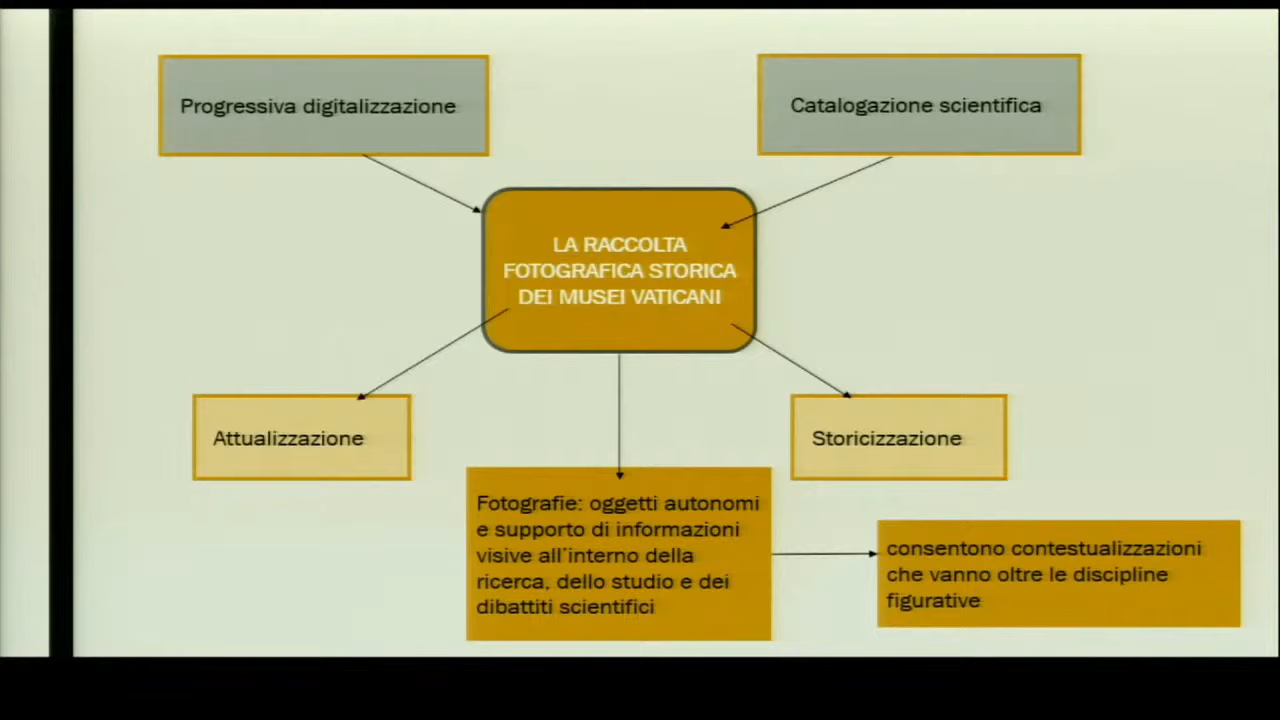 Progressiva digitalizzazione
Catalogazione scientifica
LA RACCOLTA
FOTOGRAFICA STORICA
DEI MUSEI VATICANI
Attualizzazione
Storicizzazione
Fotografie: oggetti autonomi
e supporto di informazioni
visive all'interno della
ricerca, dello studio e dei
dibattiti scientifici
consentono contestualizzazioni
che vanno oltre le discipline
figurative